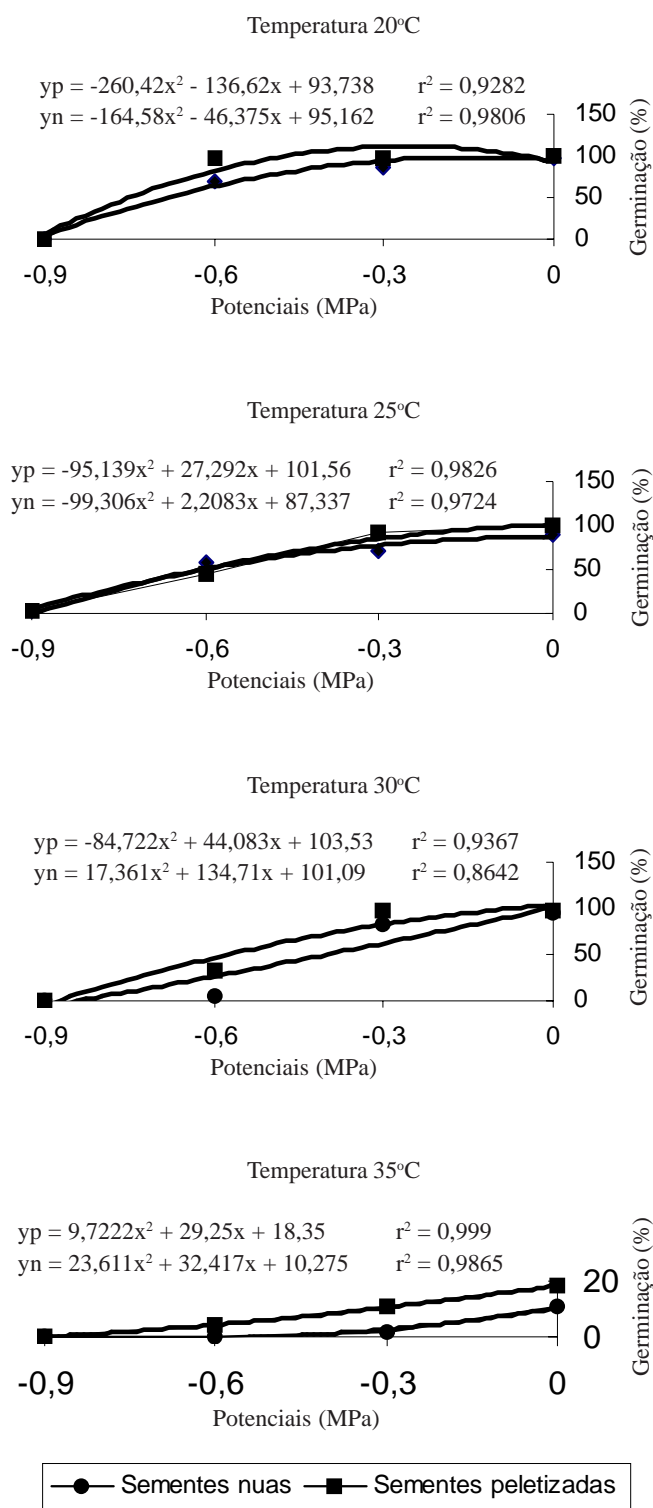 Temperatura 20ºC
yp = -260,42x² - 136,62x + 93,738 r² = 0,9282
yn = -164,58x² - 46,375x + 95,162 r² = 0,9806
150
100
50
0
Germinação (%)
-0,9 -0,6 -0,3 0
Potenciais (MPa)
Temperatura 25ºC
yp = -95,139x² + 27,292x + 101,56 r² = 0,9826
yn = -99,306x² + 2,2083x + 87,337 r² = 0,9724
150
100
50
0
Germinação (%)
-0,9 -0,6 -0,3 0
Potenciais (MPa)
Temperatura 30ºC
yp = -84,722x² + 44,083x + 103,53 r² = 0,9367
yn = 17,361x² + 134,71x + 101,09 r² = 0,8642
150
100
50
0
Germinação (%)
-0,9 -0,6 -0,3 0
Potenciais (MPa)
Temperatura 35ºC
yp = 9,7222x² + 29,25x + 18,35 r² = 0,999
yn = 23,611x² + 32,417x + 10,275 r² = 0,9865
20
0
Germinação (%)
-0,9 -0,6 -0,3 0
Potenciais (MPa)
Sementes nuas Sementes peletizadas